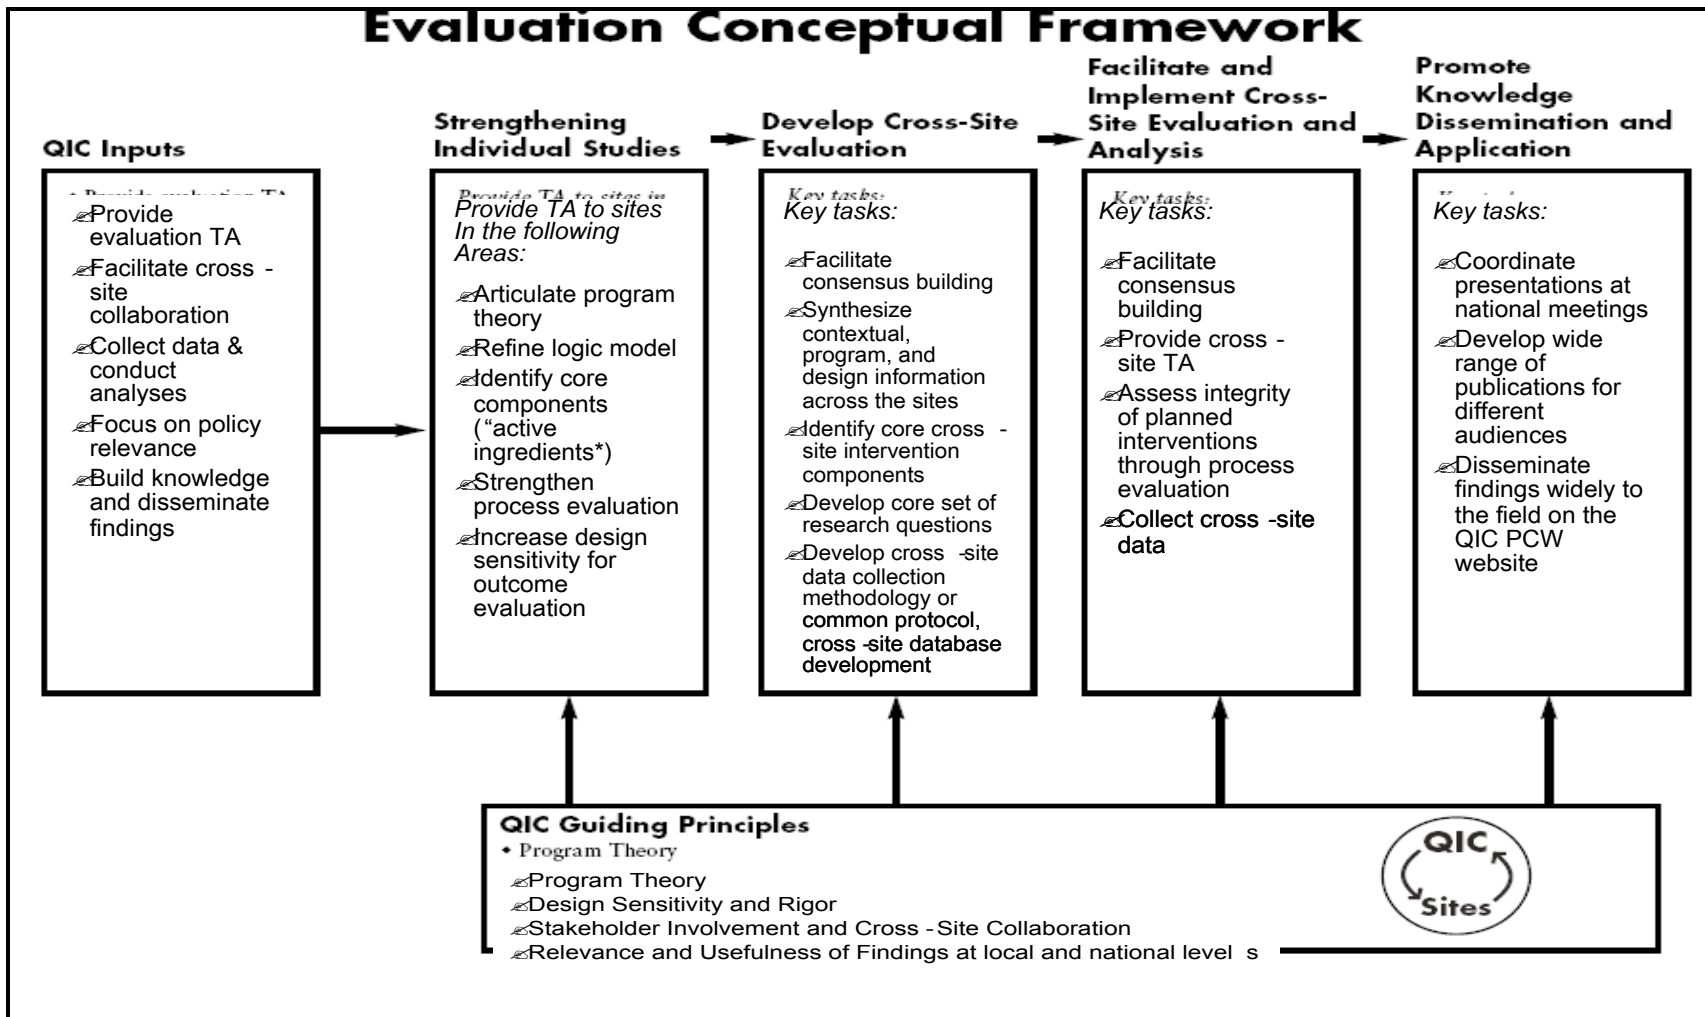 Evaluation Conceptual Framework
QIC Inputs
Provide
evaluation TA
Facilitate cross -
site
collaboration
Collect data &
conduct
analyses
Focus on policy
relevance
Build knowledge
and disseminate
findings
Strengthening
Individual Studies
Provide TA to sites in
Provide TA to sites
In the following
Areas:
Articulate program
theory
Refine logic model
Identify core
components
("active
ingredients*)
Strengthen
process evaluation
Increase design
sensitivity for
outcome
evaluation
Develop Cross-Site
Evaluation
Key tasks:
Key tasks:
Facilitate
consensus building
Synthesize
contextual,
program, and
design information
across the sites
Identify core cross -
site intervention
components
Develop core set of
research questions
Develop cross -site
data collection
methodology or
common protocol,
cross -site database
development
Facilitate and
Implement Cross-
Site Evaluation and
Analysis
Key tasks:
Key tasks:
Facilitate
consensus
building
Provide cross -
site TA
Assess integrity
of planned
interventions
through process
evaluation
Collect cross -site
data
Promote
Knowledge
Dissemination and
Application
Key tasks:
Coordinate
presentations at
national meetings
Develop wide
range of
publications for
different
audiences
Disseminate
findings widely to
the field on the
QIC PCW
website
QIC Guiding Principles
• Program Theory
Program Theory
Design Sensitivity and Rigor
Stakeholder Involvement and Cross -Site Collaboration
Relevance and Usefulness of Findings at local and national level s
QIC
Sites